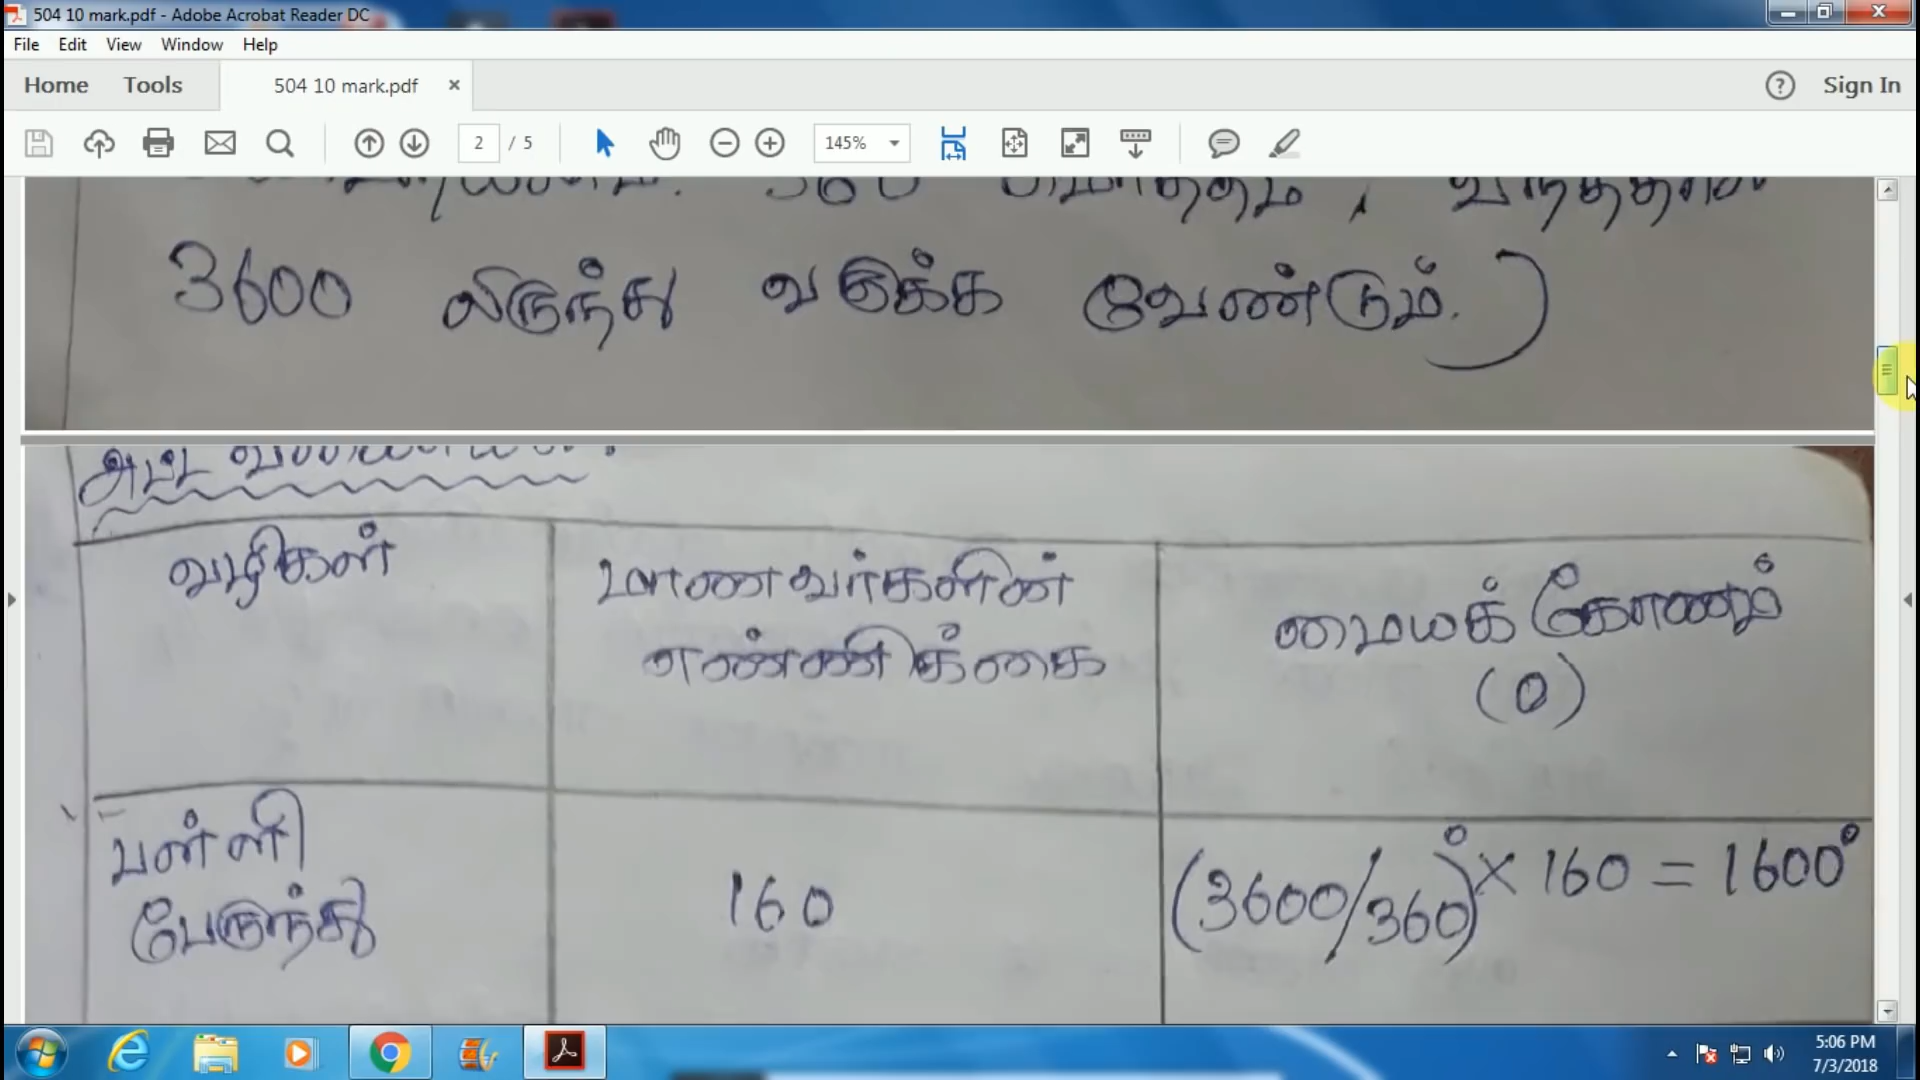 504 10 mark.pdf - Adobe Acrobat Reader DC
File Edit View Window Help
Home Tools 504 10 mark.pdf × Sign In
2 / 5 145%
3600 லிருந்து வகுக்க வேண்டும்.)
வழிகள்
மாணவர்களின்
எண்ணிக்கை
மையக் கோணம்
(0)
பள்ளி
பேருந்து
160
(3600/360)° × 160 = 1600°
5:06 PM
7/3/2018